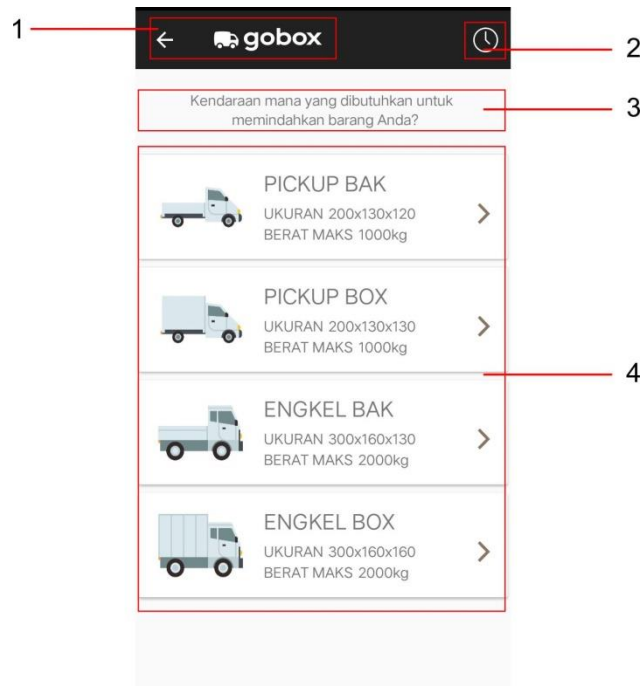 1
gobox
2
Kendaraan mana yang dibutuhkan untuk
memindahkan barang Anda?
3
PICKUP BAK
UKURAN 200x130x120
BERAT MAKS 1000kg
PICKUP BOX
UKURAN 200x130x130
BERAT MAKS 1000kg
4
ENGKEL BAK
UKURAN 300x160x130
BERAT MAKS 2000kg
ENGKEL BOX
UKURAN 300x160x160
BERAT MAKS 2000kg